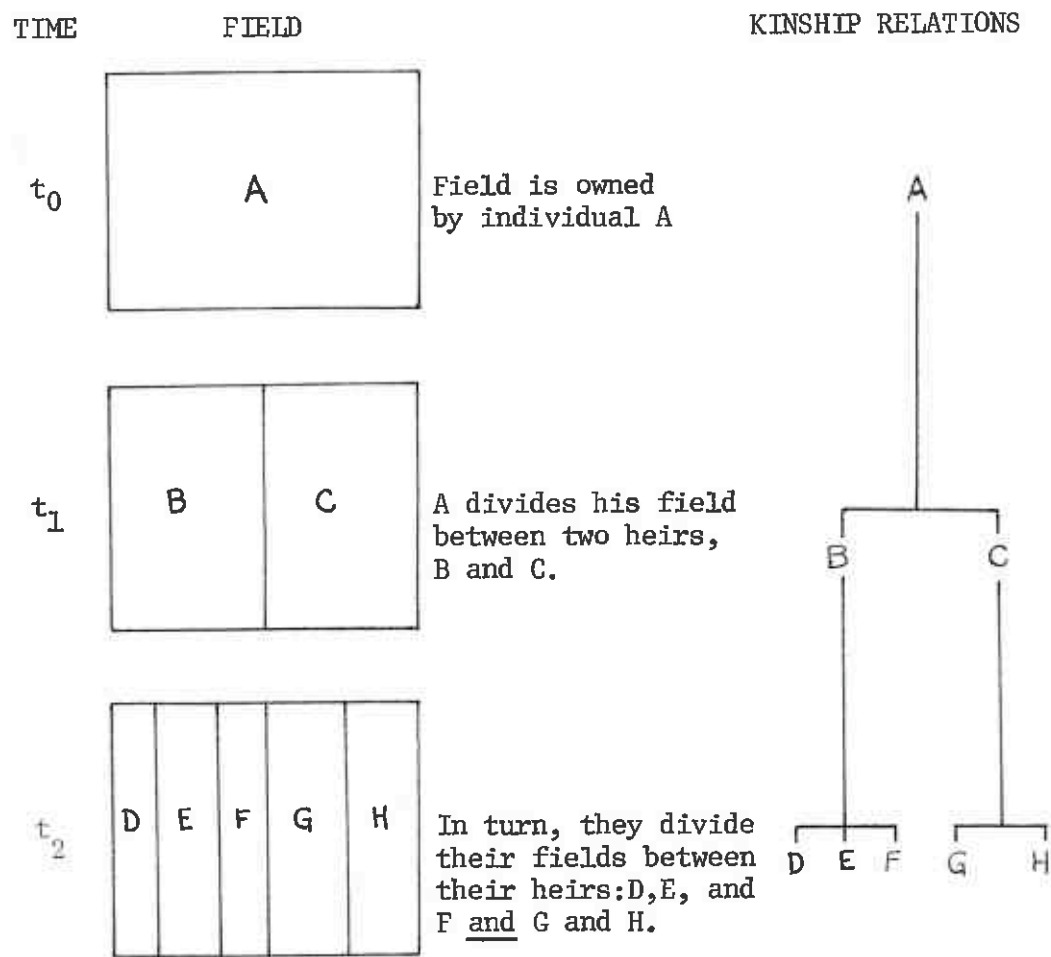 TIME FIELD KINSHIP RELATIONS
t0 A Field is owned
by individual A
A
t1 B C A divides his field
between two heirs,
B and C.
B C
t2 D E F G H In turn, they divide
their fields between
their heirs:D,E, and
F and G and H.
D E F G H